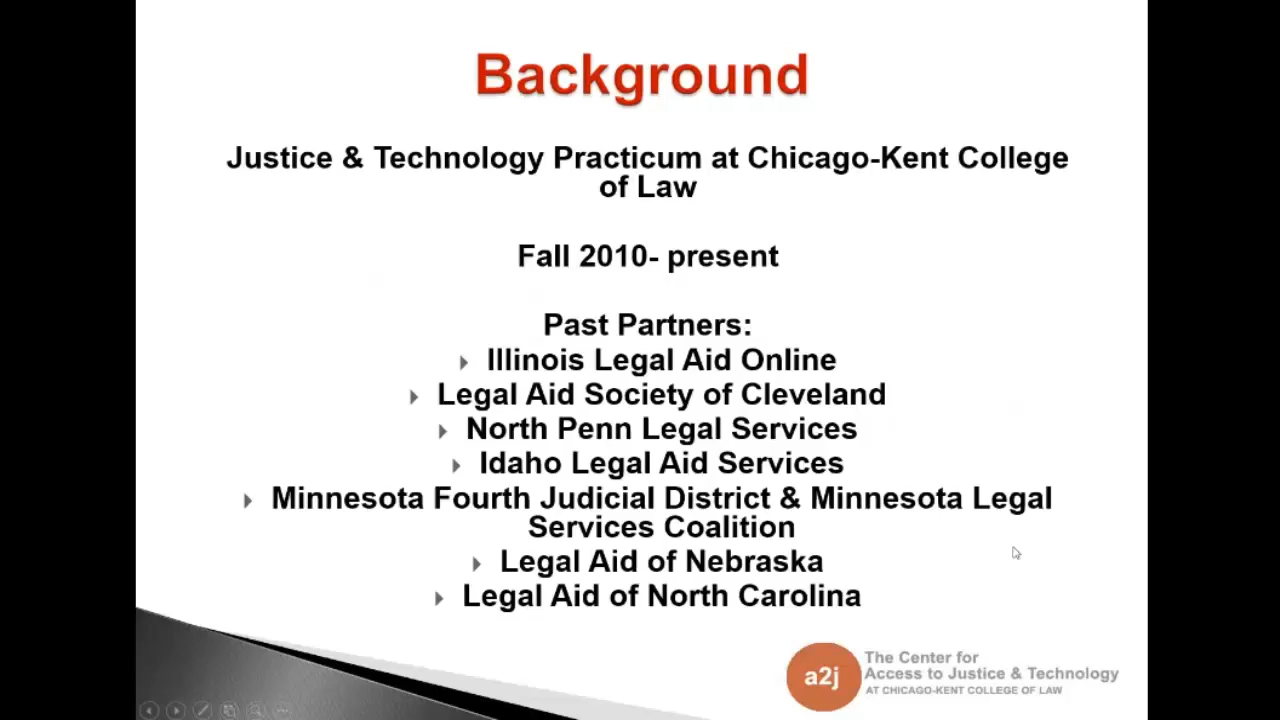 Background
Justice & Technology Practicum at Chicago-Kent College
of Law
Fall 2010- present
Past Partners:
Illinois Legal Aid Online
Legal Aid Society of Cleveland
North Penn Legal Services
Idaho Legal Aid Services
Minnesota Fourth Judicial District & Minnesota Legal
Services Coalition
Legal Aid of Nebraska
Legal Aid of North Carolina
a2j
The Center for
Access to Justice & Technology
AT CHICAGO-KENT COLLEGE OF LAW